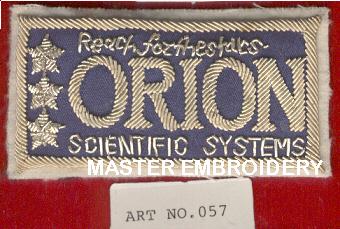 Reach for the stars
ORION
SCIENTIFIC SYSTEMS
MASTER EMBROIDERY
ART NO.057